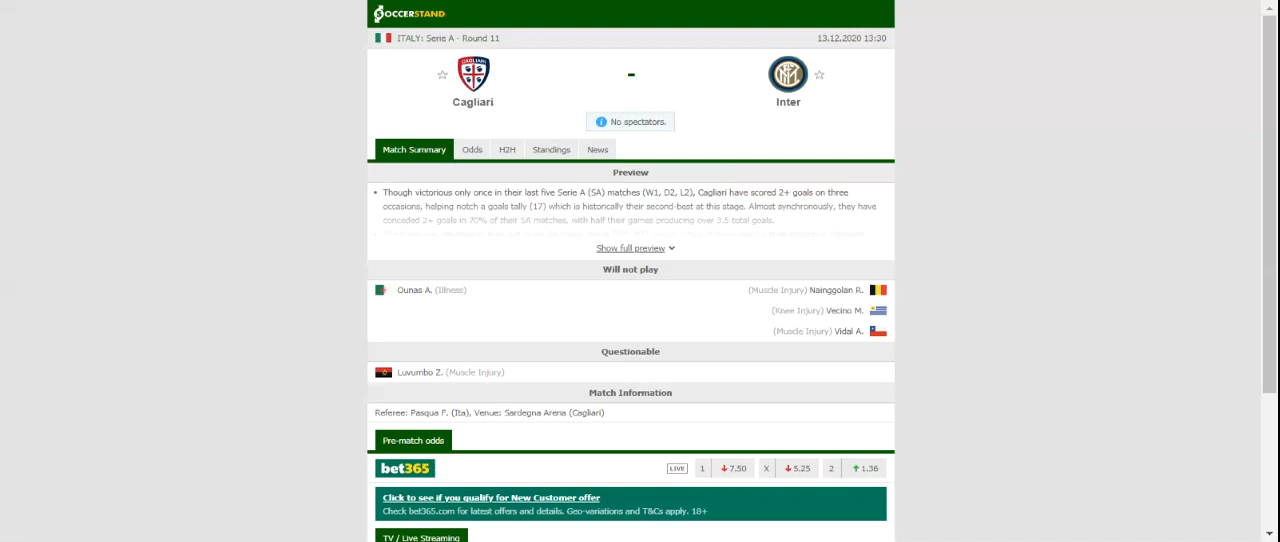 SOCCERSTAND
ITALY: Serie A - Round 11 13.12.2020 13:30
-
Cagliari Inter
No spectators.
Match Summary Odds H2H Standings News
Preview
• Though victorious only once in their last five Serie A (SA) matches (W1, D2, L2), Cagliari have scored 2+ goals on three
occasions, helping notch a goals tally (17) which is historically their second-best at this stage. Almost synchronously, they have
conceded 2+ goals in 70% of their SA matches, with half their games producing over 3.5 total goals.
Show full preview
Will not play
Ounas A. (Illness) (Muscle Injury) Nainggolan R.
(Knee Injury) Vecino M.
(Muscle Injury) Vidal A.
Questionable
Luvumbo Z. (Muscle Injury)
Match Information
Referee: Pasqua F. (Ita), Venue: Sardegna Arena (Cagliari)
Pre-match odds
bet365 LIVE 1 7.50 X 5.25 2 1.36
Click to see if you qualify for New Customer offer
Check bet365.com for latest offers and details. Geo-variations and T&Cs apply. 18+
TV / Live Streaming